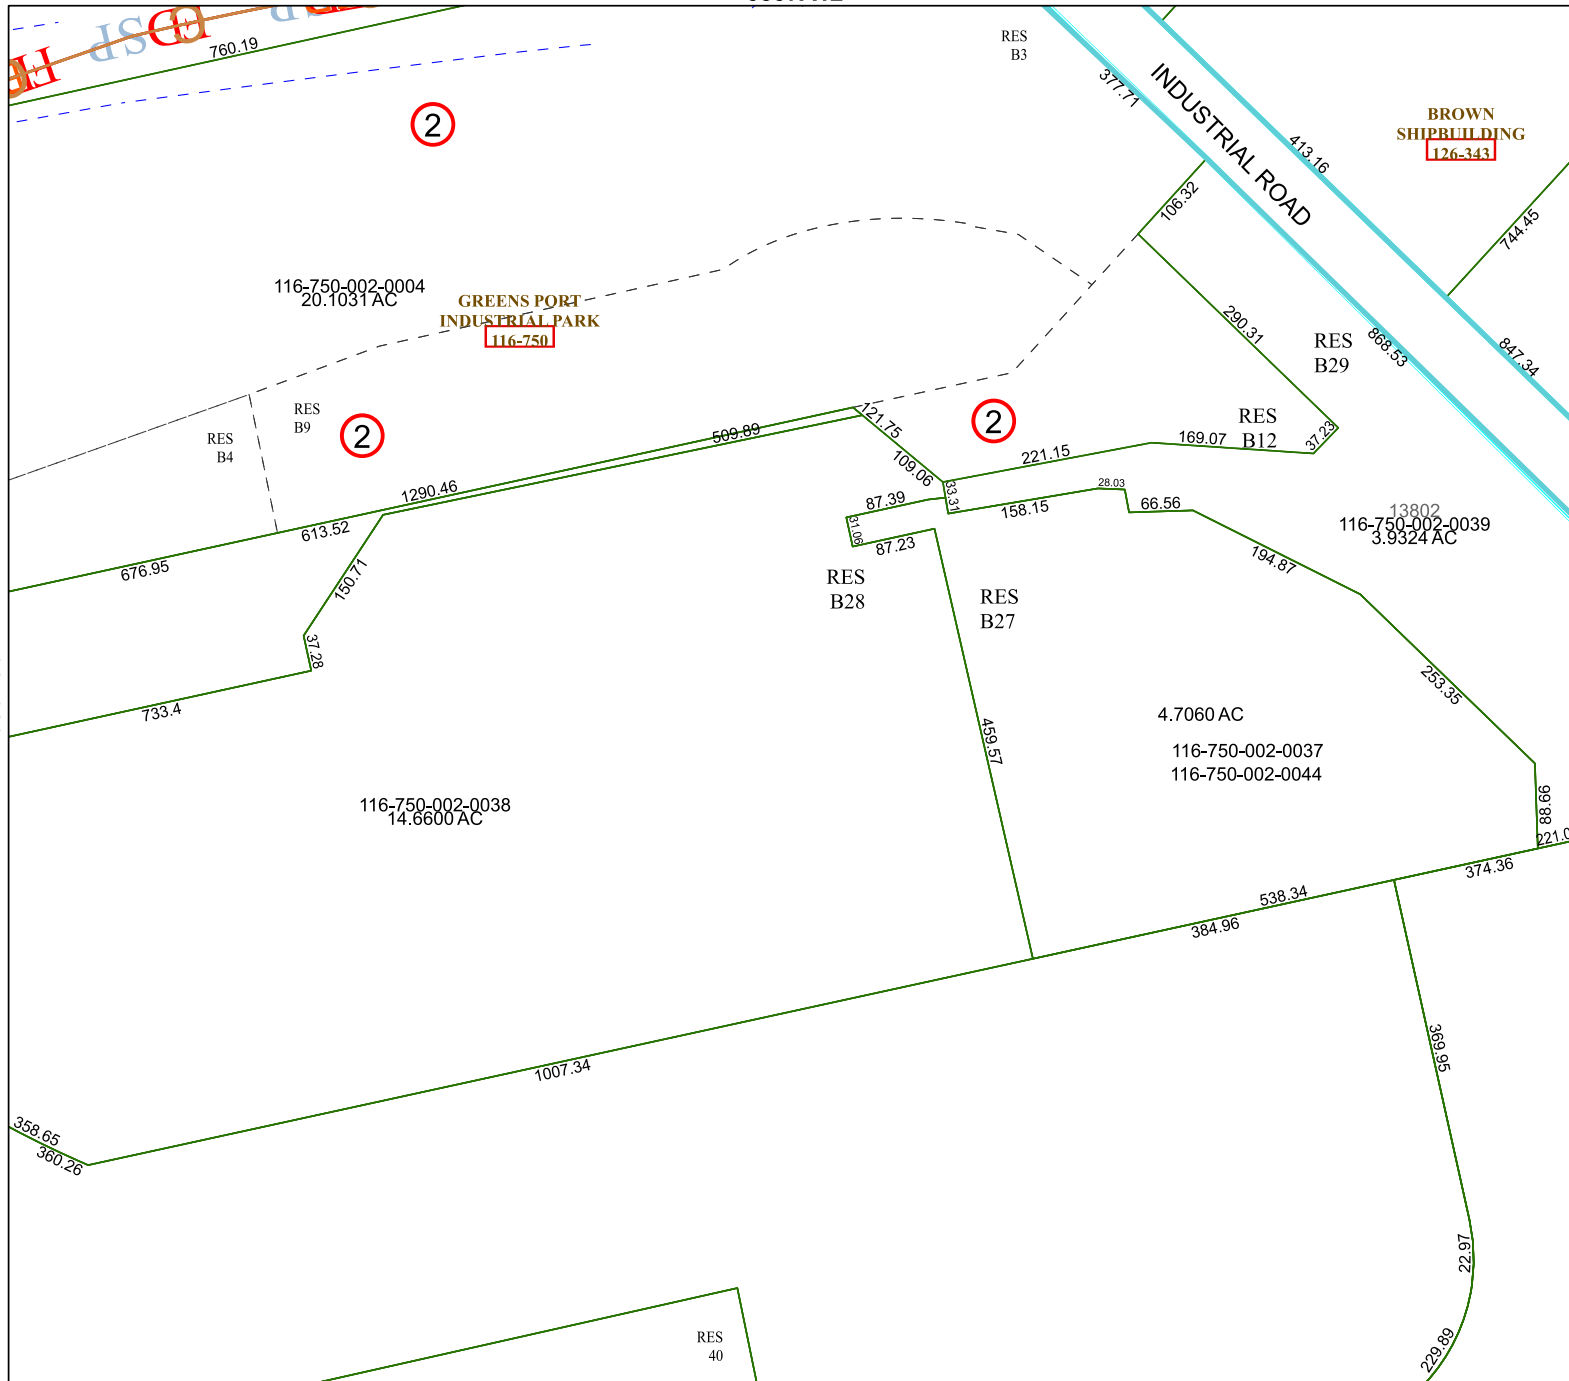 760.19
RES
B3
377.71
INDUSTRIAL ROAD
413.16
BROWN
SHIPBUILDING
126-343
2
744.45
106.32
116-750-002-0004
20.1031 AC
GREENS PORT
INDUSTRIAL PARK
116-750
290.31
868.53
847.34
RES
B29
RES
B9
RES
B4
2
509.89
121.75
2
RES
B12
37.23
169.07
221.15
109.06
33.31
28.03
158.15
66.56
87.39
31.06
87.23
1290.46
613.52
676.95
150.71
37.28
733.4
13802
116-750-002-0039
3.9324 AC
194.87
RES
B28
RES
B27
253.35
459.57
4.7060 AC
116-750-002-0037
116-750-002-0044
116-750-002-0038
14.6600 AC
88.66
374.36
538.34
384.96
1007.34
369.95
358.65
360.26
22.97
229.89
RES
40